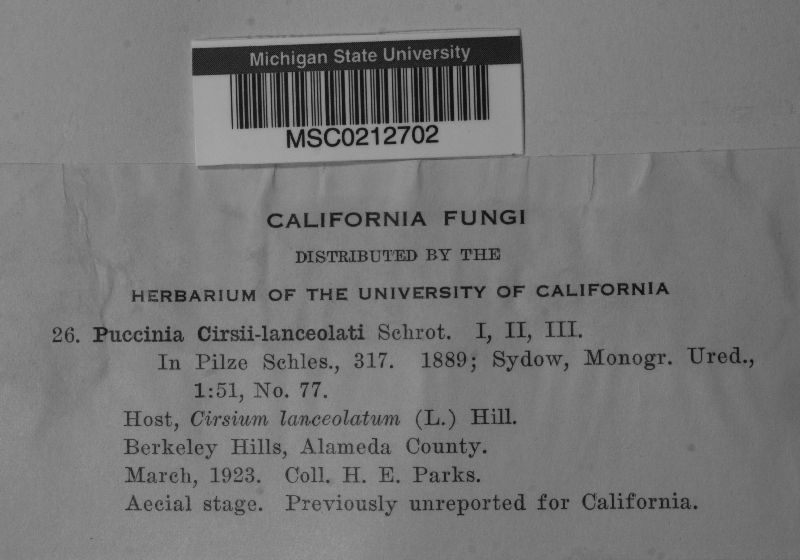 Michigan State University
MSC0212702
CALIFORNIA FUNGI
DISTRIBUTED BY THE
HERBARIUM OF THE UNIVERSITY OF CALIFORNIA
26. Puccinia Cirsii-lanceolati Schrot. I, II, III.
In Pilze Schles., 317. 1889; Sydow, Monogr. Ured.,
1:51, No. 77.
Host, Cirsium lanceolatum (L.) Hill.
Berkeley Hills, Alameda County.
March, 1923. Coll. H. E. Parks.
Aecial stage. Previously unreported for California.